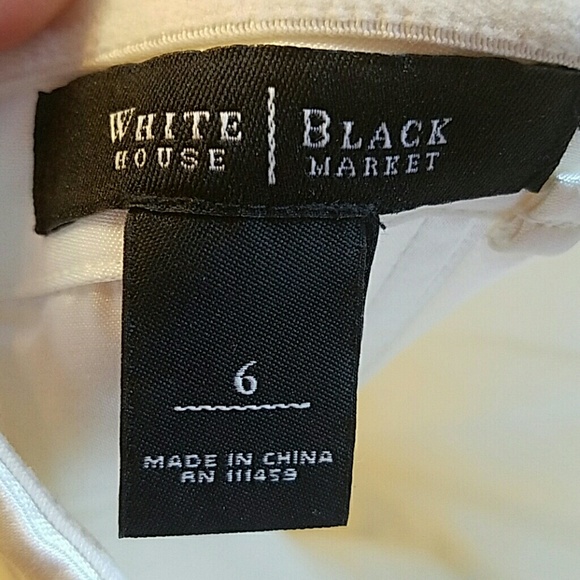 WHITE HOUSE | BLACK MARKET
6
MADE IN CHINA
RN 111459